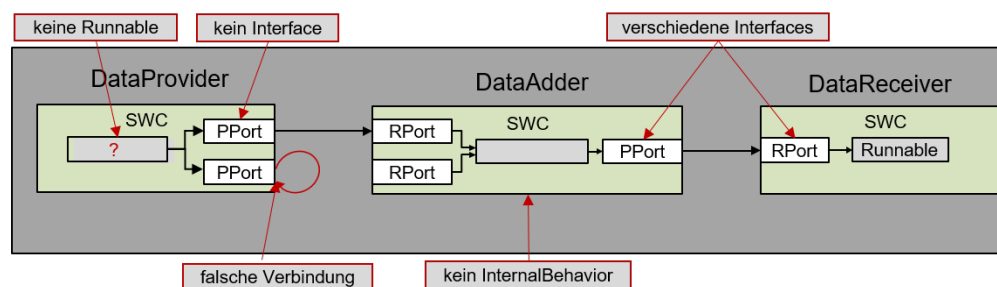 keine Runnable
kein Interface
verschiedene Interfaces
DataProvider
DataAdder
DataReceiver
SWC
?
PPort
PPort
RPort
SWC
RPort
PPort
SWC
RPort
Runnable
falsche Verbindung
kein InternalBehavior